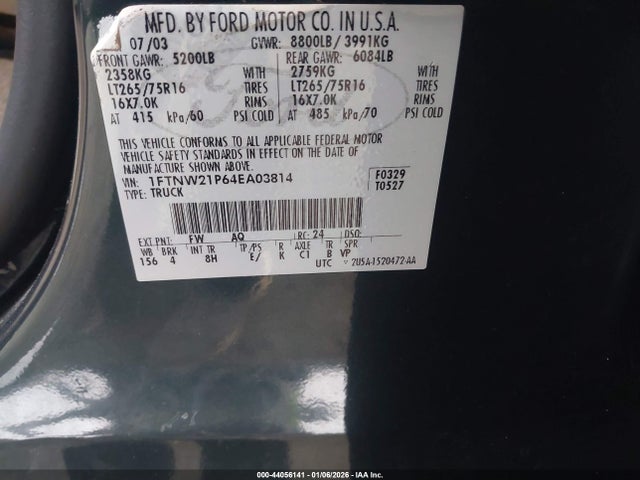 MFD. BY FORD MOTOR CO. IN U.S.A.
07/03 GVWR: 8800LB/ 3991KG
FRONT GAWR: 5200LB REAR GAWR: 6084LB
2358KG WITH 2759KG WITH
LT265/75R16 TIRES LT265/75R16 TIRES
16X7.0K RIMS 16X7.0K RIMS
AT 415 kPa/60 PSI COLD AT 485 kPa/70 PSI COLD
THIS VEHICLE CONFORMS TO ALL APPLICABLE FEDERAL MOTOR
VEHICLE SAFETY STANDARDS IN EFFECT ON THE DATE OF
MANUFACTURE SHOWN ABOVE.
VIN: 1FTNW21P64EA03814 F0329
TYPE: TRUCK T0527
EXT PNT: FW AQ RC: 24 DSO:
WB BRK INT TR TP/PS R AXLE TR SPR
156 4 8H E/ K C1 B VP
UTC 2U5A-1520472-AA
Ford
000-44056141 - 01/06/2026 - IAAI.com